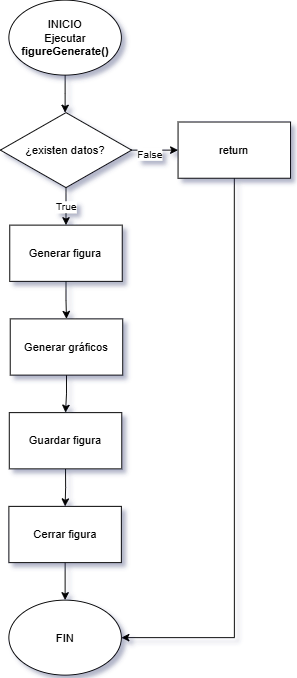 INICIO
Ejecutar
figureGenerate()
¿existen datos?
False
return
True
Generar figura
Generar gráficos
Guardar figura
Cerrar figura
FIN